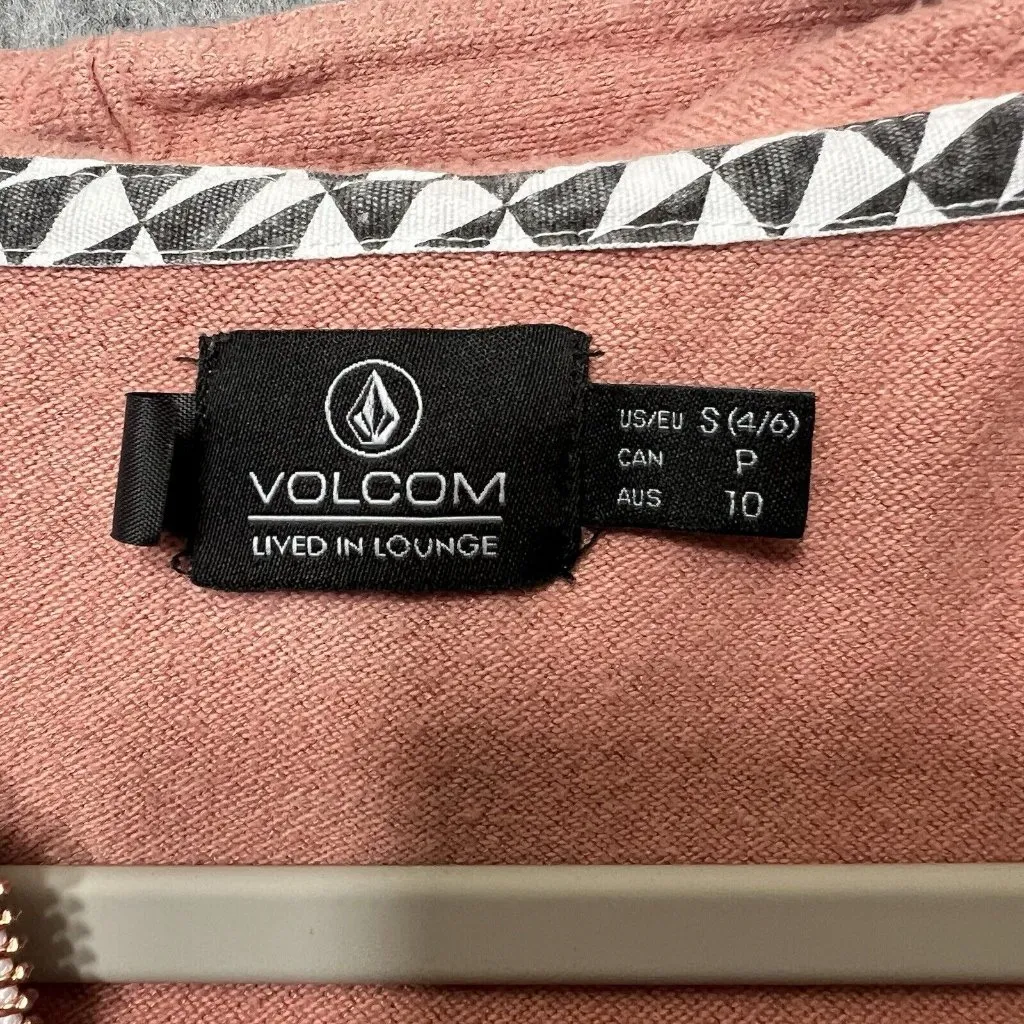 VOLCOM
LIVED IN LOUNGE
US/EU S (4/6)
CAN P
AUS 10